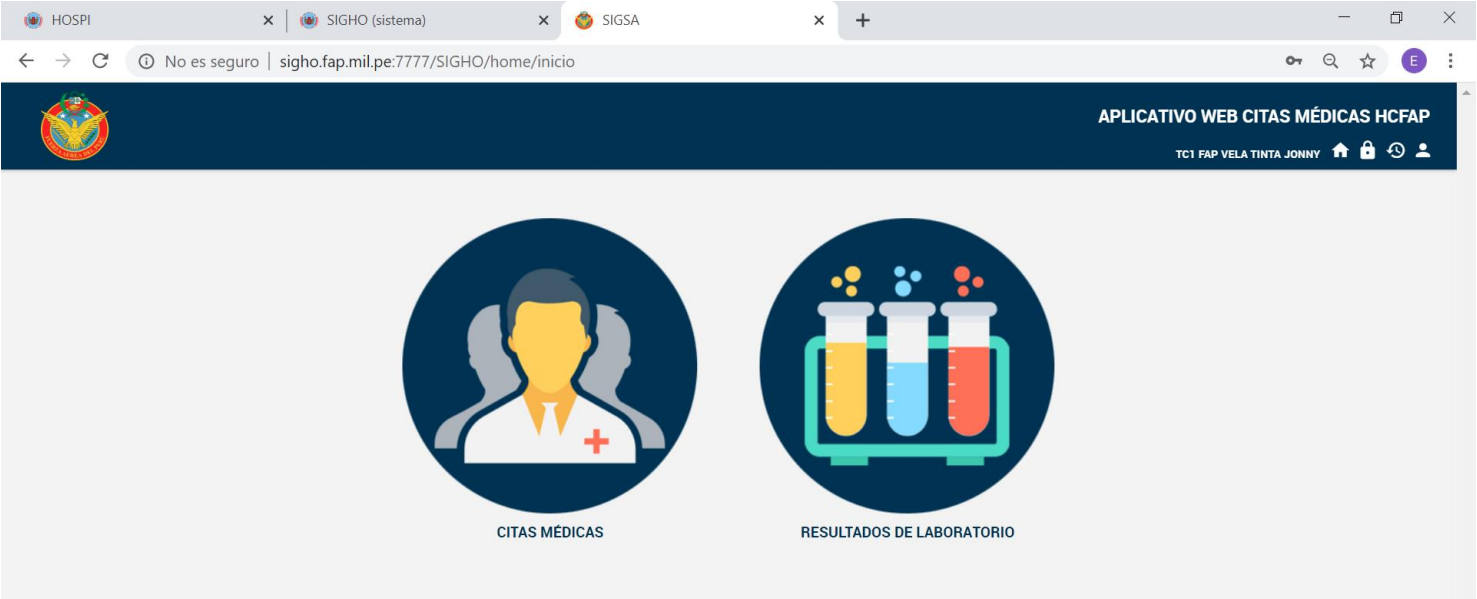 HOSPI
SIGHO (sistema)
SIGSA
No es seguro | sigho.fap.mil.pe:7777/SIGHO/home/inicio
E
APLICATIVO WEB CITAS MÉDICAS HCFAP
TC1 FAP VELA TINTA JONNY
CITAS MÉDICAS
RESULTADOS DE LABORATORIO